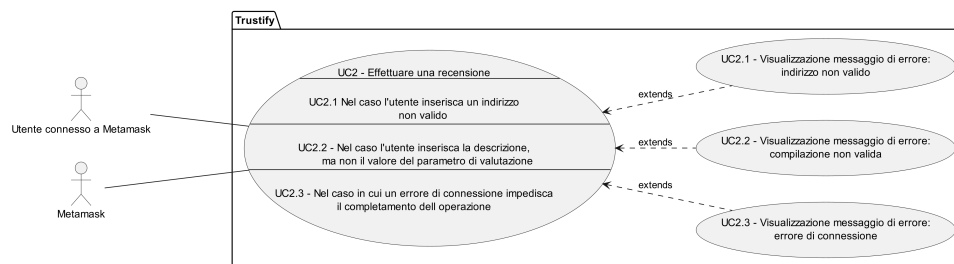 Trustify
UC2 - Effettuare una recensione
UC2.1 Nel caso l'utente inserisca un indirizzo
non valido
UC2.2 - Nel caso l'utente inserisca la descrizione,
ma non il valore del parametro di valutazione
UC2.3 - Nel caso in cui un errore di connessione impedisca
il completamento dell operazione
Utente connesso a Metamask
Metamask
extends
extends
extends
UC2.1 - Visualizzazione messaggio di errore:
indirizzo non valido
UC2.2 - Visualizzazione messaggio di errore:
compilazione non valida
UC2.3 - Visualizzazione messaggio di errore:
errore di connessione